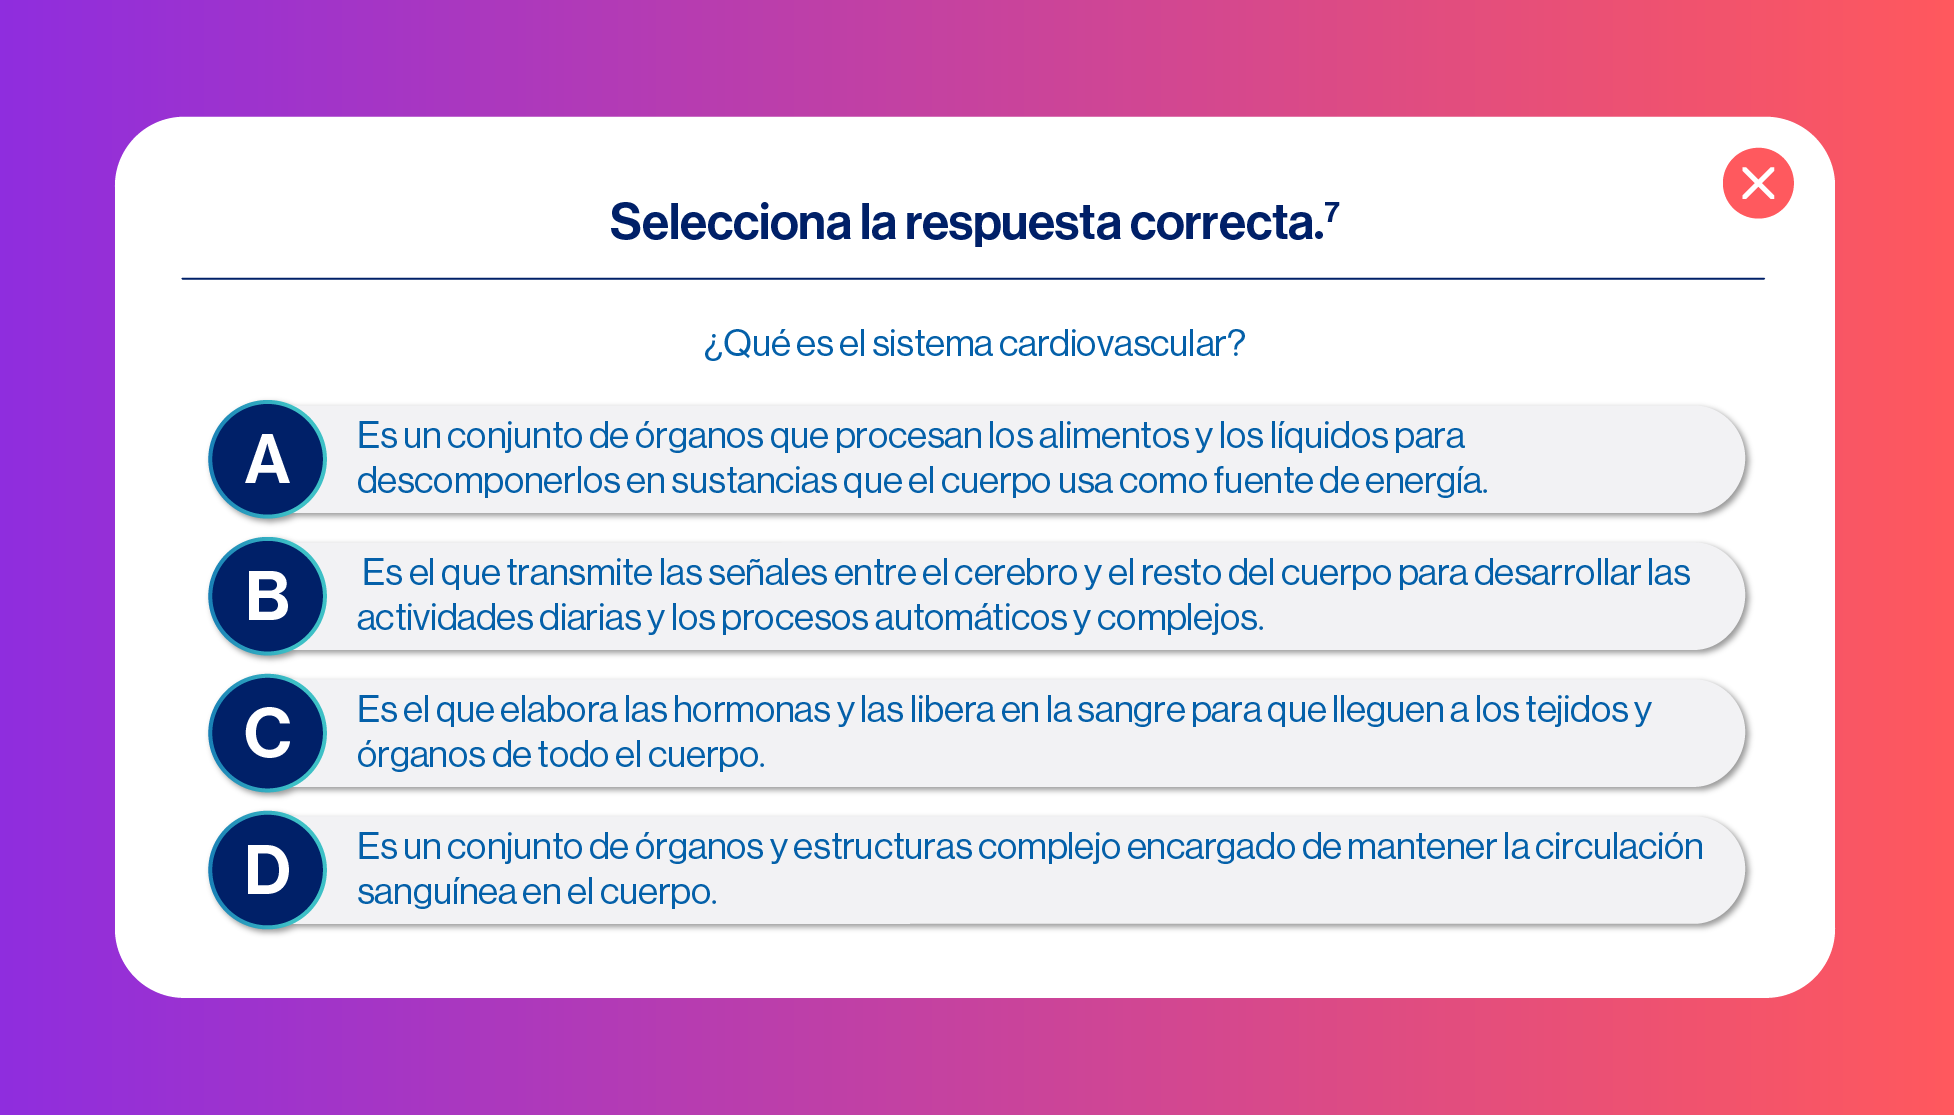 Selecciona la respuesta correcta.⁷
¿Qué es el sistema cardiovascular?
A
Es un conjunto de órganos que procesan los alimentos y los líquidos para
descomponerlos en sustancias que el cuerpo usa como fuente de energía.
B
Es el que transmite las señales entre el cerebro y el resto del cuerpo para desarrollar las
actividades diarias y los procesos automáticos y complejos.
C
Es el que elabora las hormonas y las libera en la sangre para que lleguen a los tejidos y
órganos de todo el cuerpo.
D
Es un conjunto de órganos y estructuras complejo encargado de mantener la circulación
sanguínea en el cuerpo.